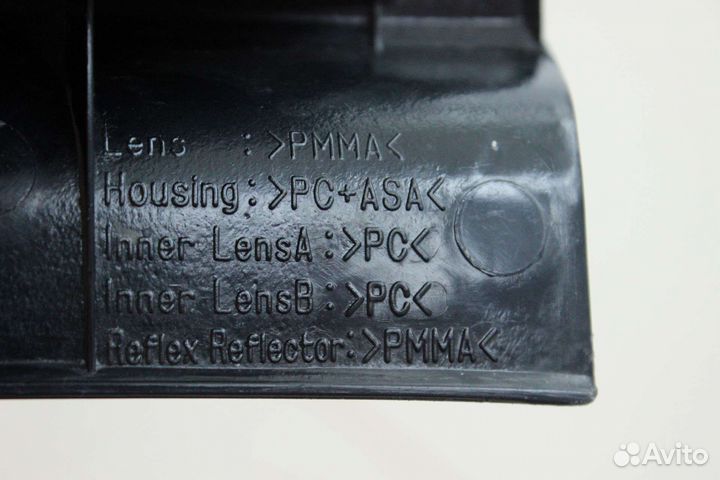 Lens : >PMMA<
Housing: >PC+ASA<
Inner LensA: >PC<
Inner LensB: >PC<
Reflex Reflector: >PMMA<
Avito